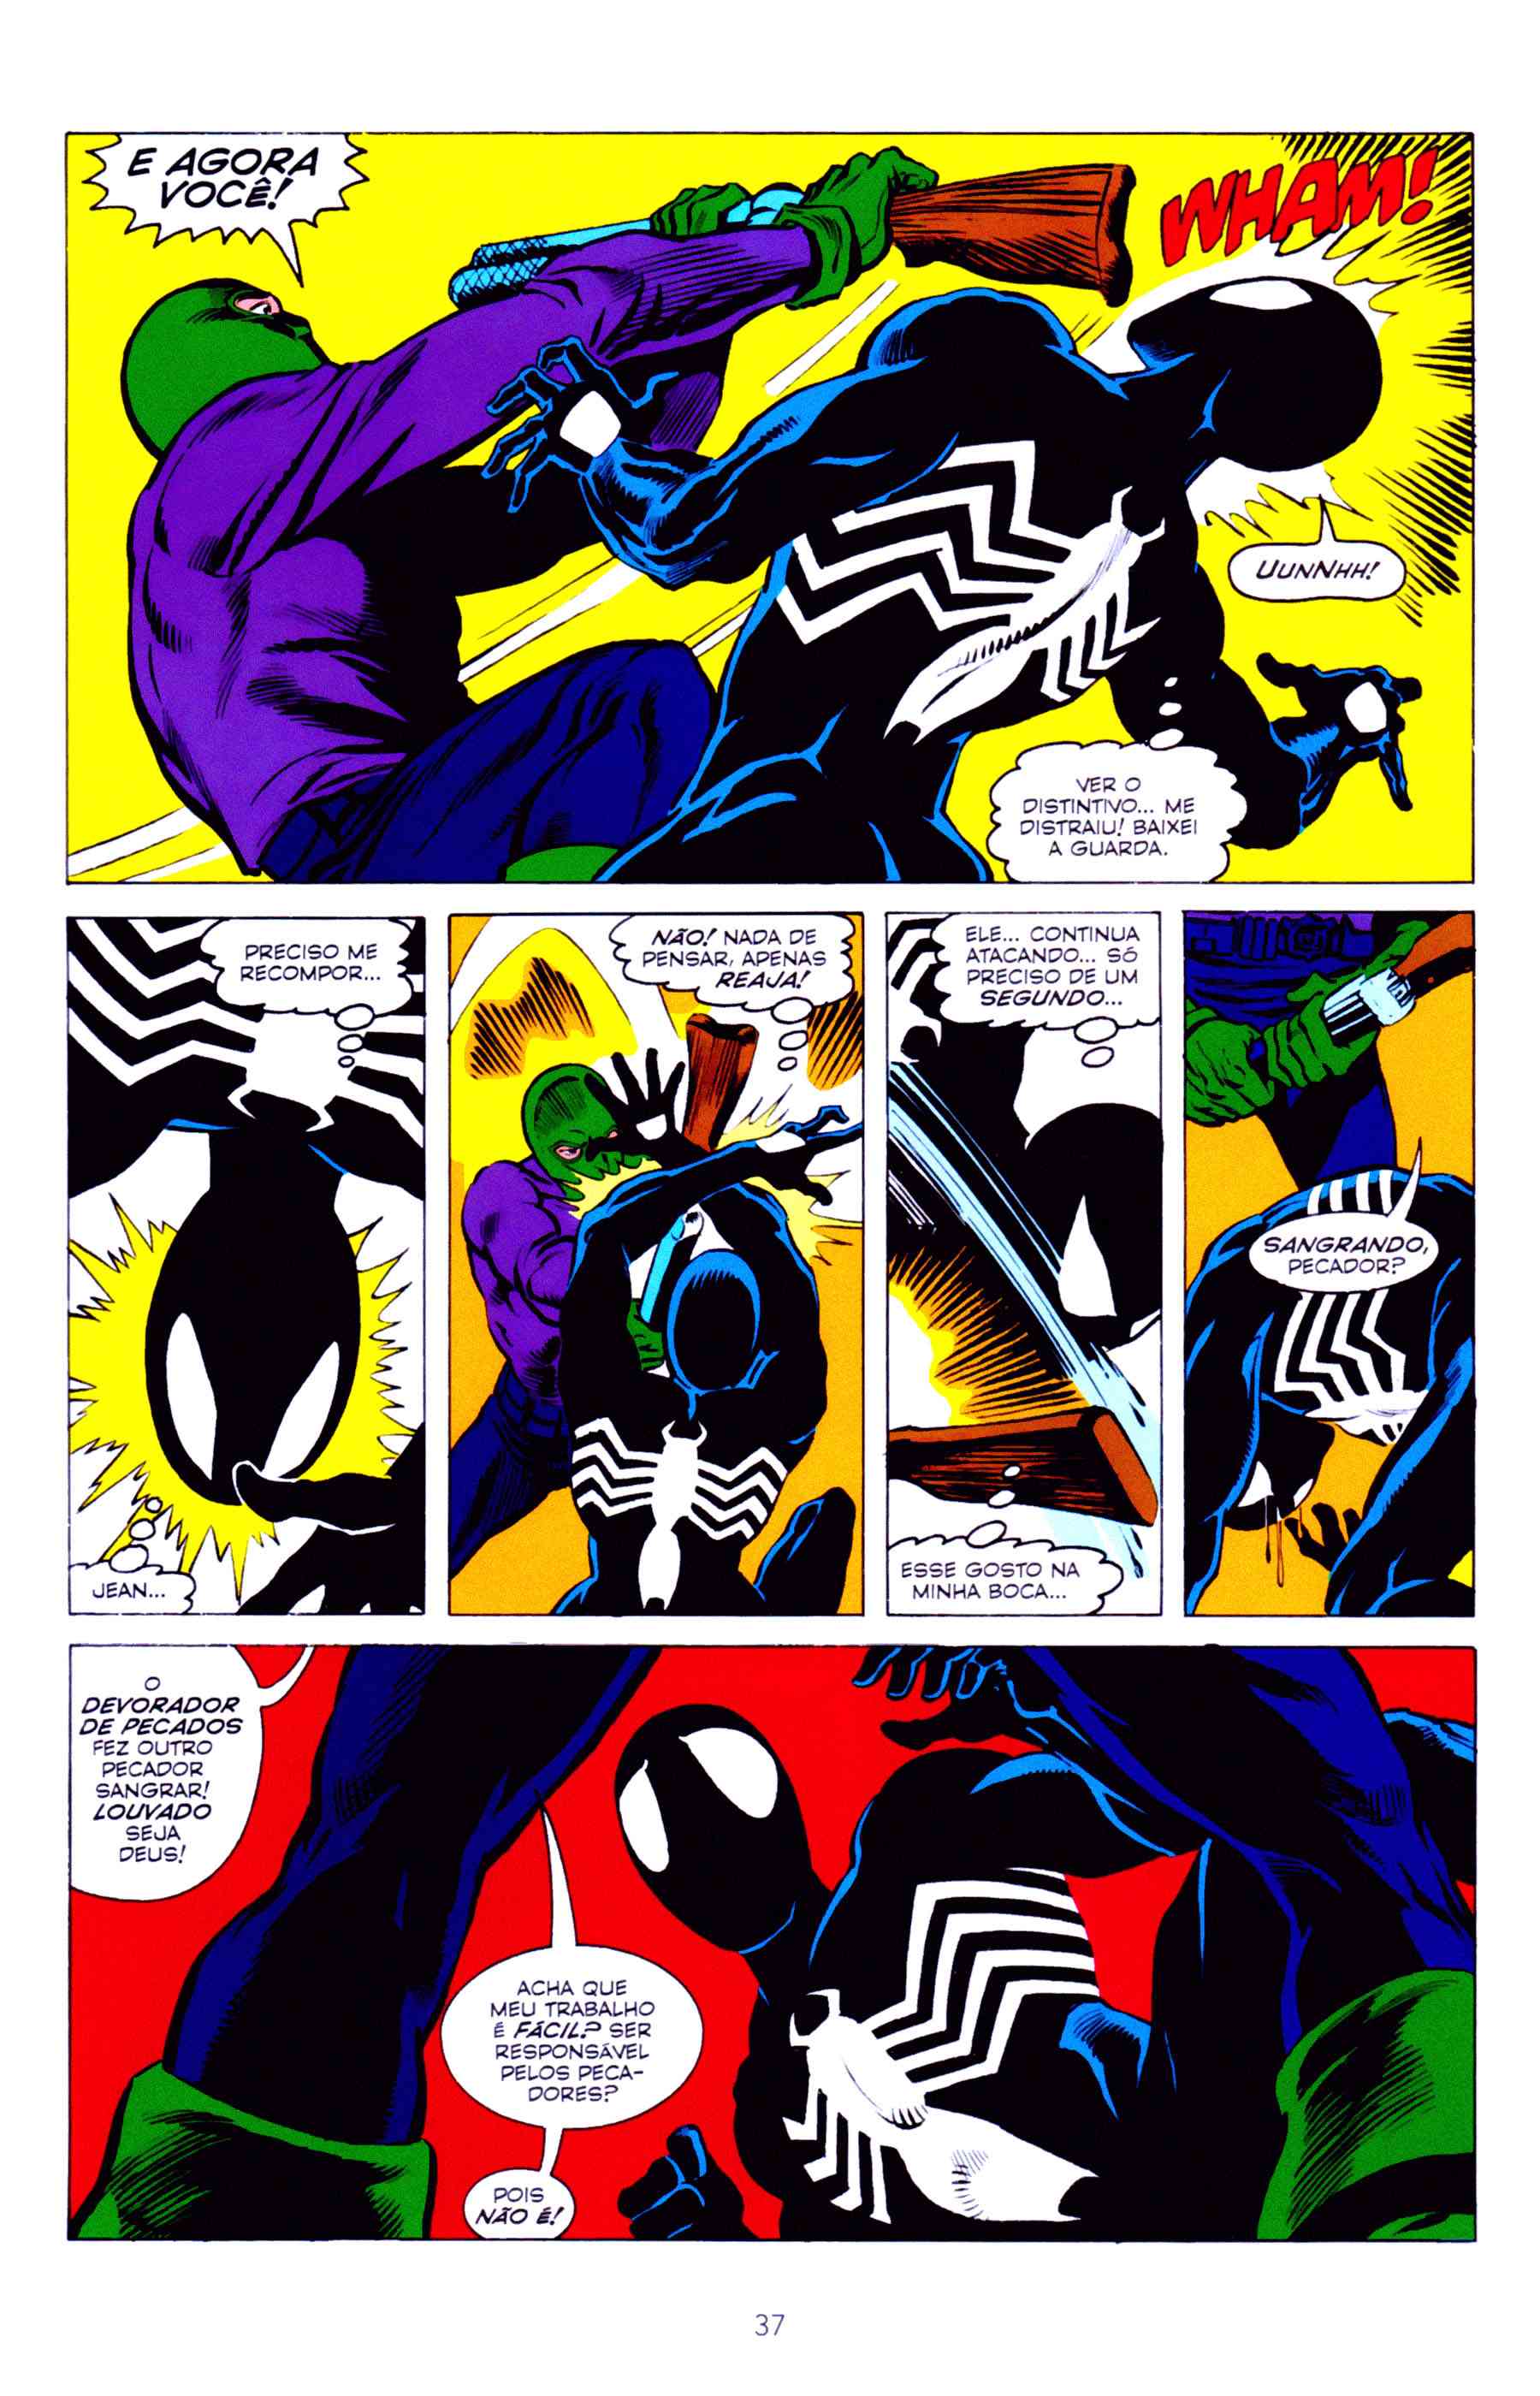 E AGORA
VOCÊ!
WHAM!
UUNNHH!
VER O
DISTINTIVO... ME
DISTRAIU! BAIXEI
A GUARDA.
PRECISO ME
RECOMPOR...
JEAN...
NÃO! NADA DE
PENSAR, APENAS
REAJA!
ELE... CONTINUA
ATACANDO... SÓ
PRECISO DE UM
SEGUNDO...
ESSE GOSTO NA
MINHA BOCA...
SANGRANDO,
PECADOR?
O
DEVORADOR
DE PECADOS
FEZ OUTRO
PECADOR
SANGRAR!
LOUVADO
SEJA
DEUS!
ACHA QUE
MEU TRABALHO
É FÁCIL? SER
RESPONSÁVEL
PELOS PECA-
DORES?
POIS
NÃO É!
37